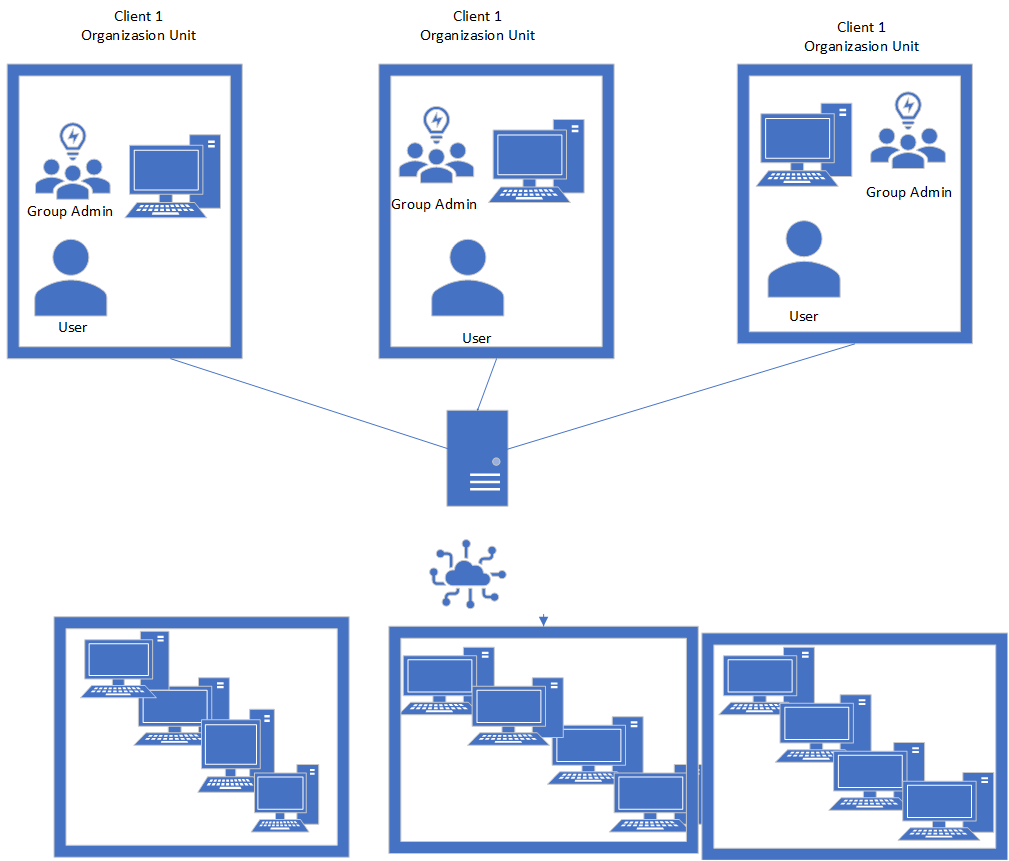 Client 1
Organizasion Unit
Client 1
Organizasion Unit
Client 1
Organizasion Unit
Group Admin
User
Group Admin
User
Group Admin
User